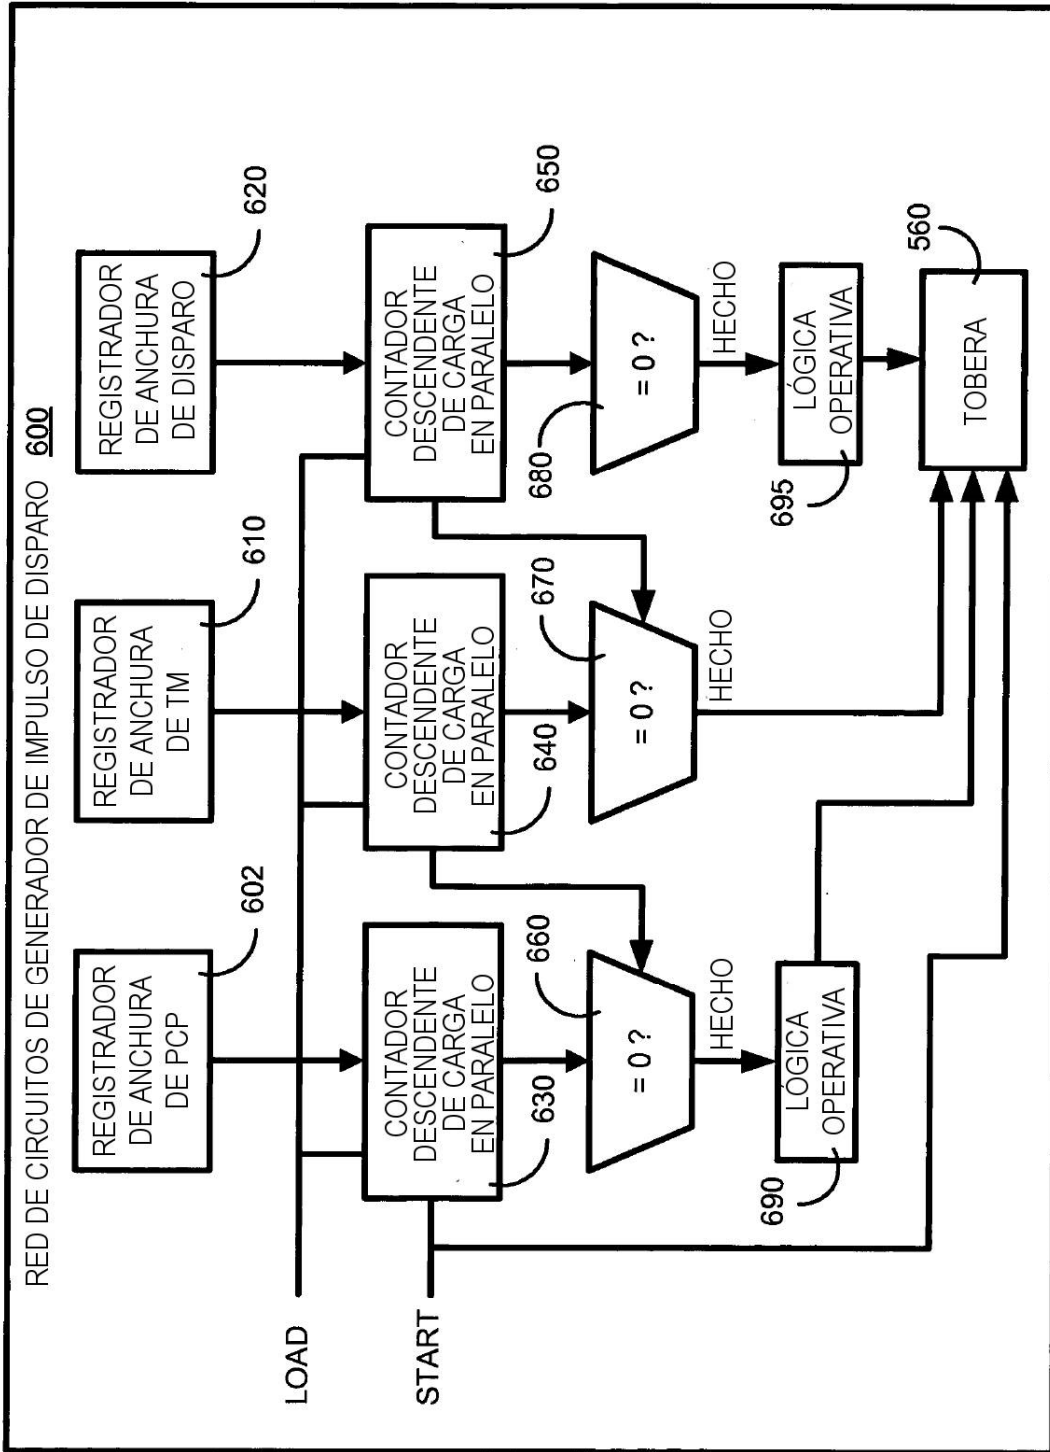 RED DE CIRCUITOS DE GENERADOR DE IMPULSO DE DISPARO 600
REGISTRADOR
DE ANCHURA
DE PCP
602
REGISTRADOR
DE ANCHURA
DE TM
610
REGISTRADOR
DE ANCHURA
DE DISPARO
620
LOAD
START
CONTADOR
DESCENDENTE
DE CARGA
EN PARALELO
630
CONTADOR
DESCENDENTE
DE CARGA
EN PARALELO
640
CONTADOR
DESCENDENTE
DE CARGA
EN PARALELO
650
= 0 ?
660
HECHO
= 0 ?
670
HECHO
= 0 ?
680
HECHO
LÓGICA
OPERATIVA
690
LÓGICA
OPERATIVA
695
TOBERA
560